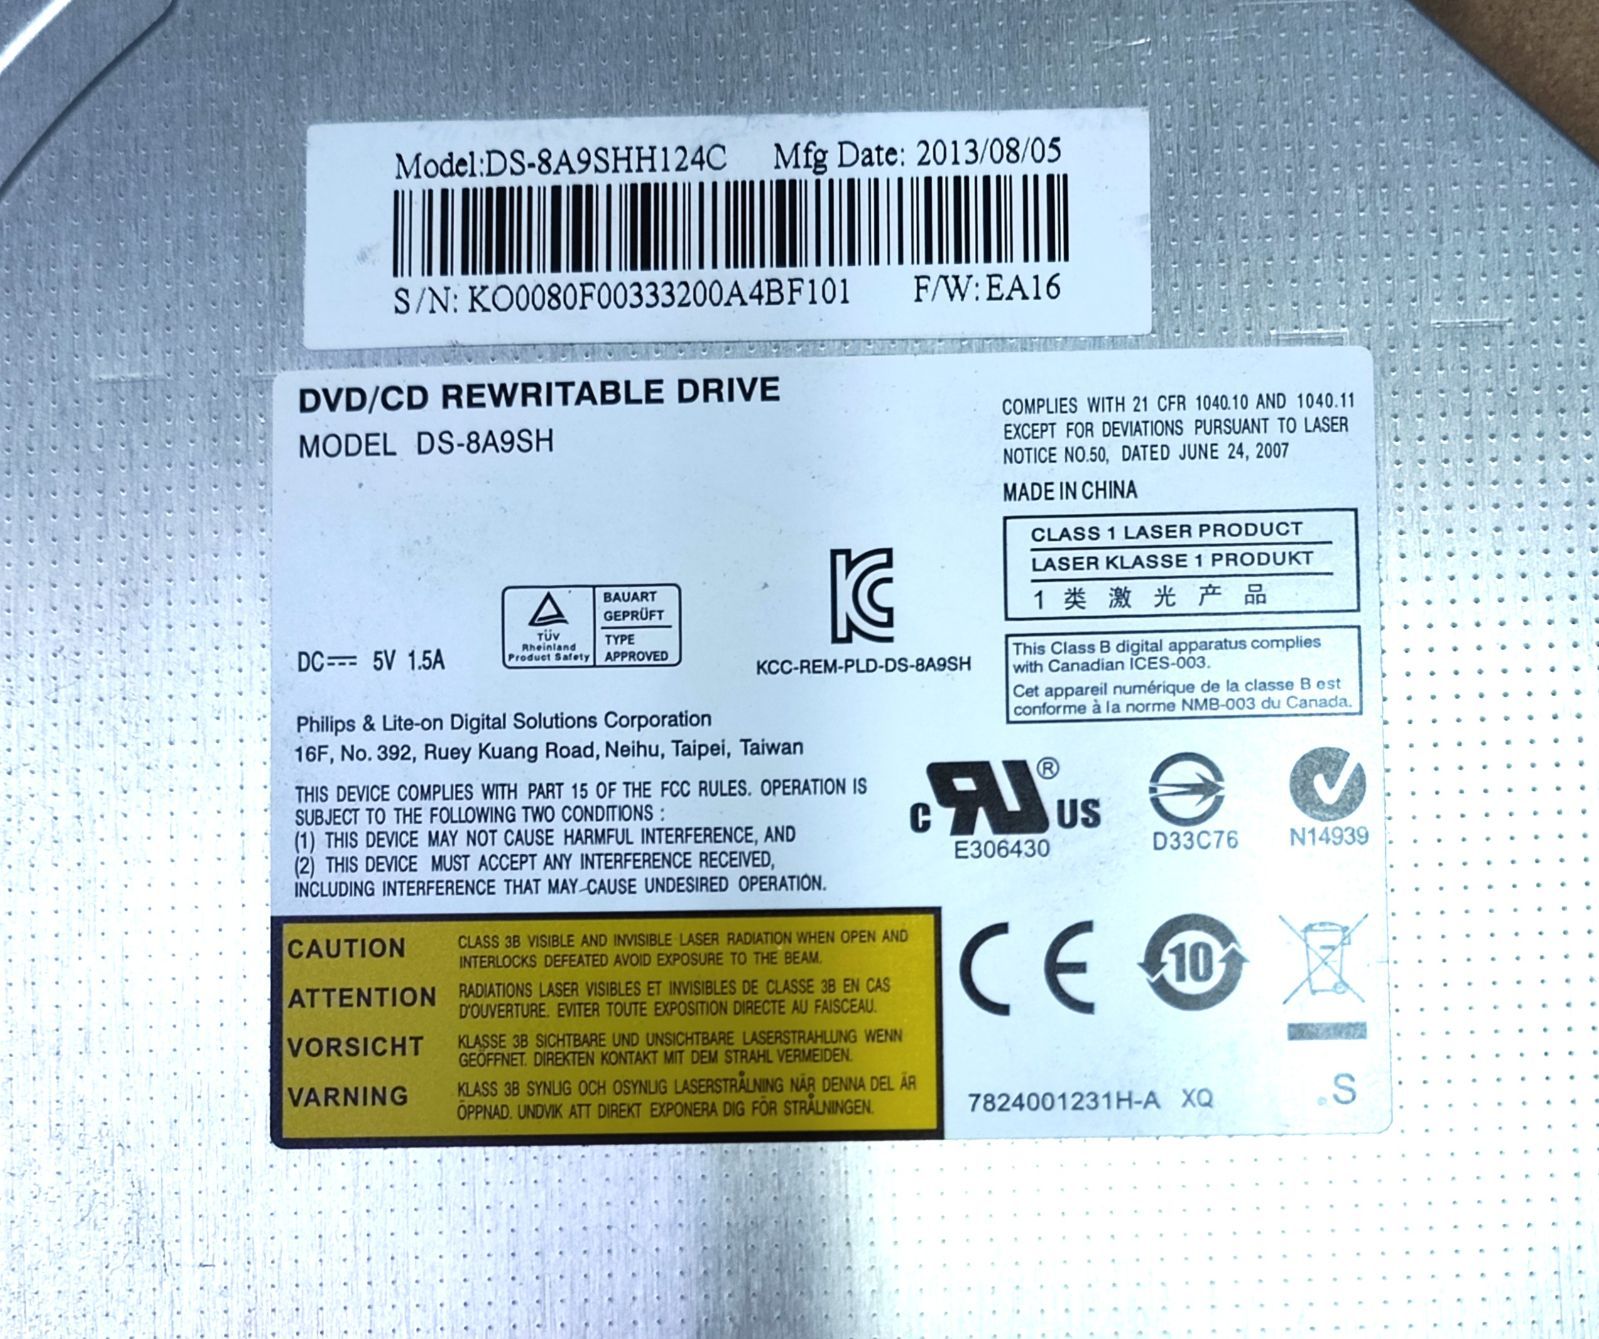 Model:DS-8A9SHH124C Mfg Date: 2013/08/05
S/N: KO0080F00333200A4BF101 F/W:EA16
DVD/CD REWRITABLE DRIVE
MODEL DS-8A9SH
COMPLIES WITH 21 CFR 1040.10 AND 1040.11
EXCEPT FOR DEVIATIONS PURSUANT TO LASER
NOTICE NO.50, DATED JUNE 24, 2007
MADE IN CHINA
CLASS 1 LASER PRODUCT
LASER KLASSE 1 PRODUKT
1 类 激 光 产 品
DC 5V 1.5A
TÜV
Rheinland
Product Safety
BAUART
GEPRÜFT
TYPE
APPROVED
KC
KCC-REM-PLD-DS-8A9SH
This Class B digital apparatus complies
with Canadian ICES-003.
Cet appareil numérique de la classe B est
conforme à la norme NMB-003 du Canada.
Philips & Lite-on Digital Solutions Corporation
16F, No. 392, Ruey Kuang Road, Neihu, Taipei, Taiwan
THIS DEVICE COMPLIES WITH PART 15 OF THE FCC RULES. OPERATION IS
SUBJECT TO THE FOLLOWING TWO CONDITIONS :
(1) THIS DEVICE MAY NOT CAUSE HARMFUL INTERFERENCE, AND
(2) THIS DEVICE MUST ACCEPT ANY INTERFERENCE RECEIVED,
INCLUDING INTERFERENCE THAT MAY CAUSE UNDESIRED OPERATION.
c RU ® US
E306430
D33C76
N14939
CAUTION CLASS 3B VISIBLE AND INVISIBLE LASER RADIATION WHEN OPEN AND
INTERLOCKS DEFEATED AVOID EXPOSURE TO THE BEAM.
ATTENTION RADIATIONS LASER VISIBLES ET INVISIBLES DE CLASSE 3B EN CAS
D'OUVERTURE. EVITER TOUTE EXPOSITION DIRECTE AU FAISCEAU.
VORSICHT KLASSE 3B SICHTBARE UND UNSICHTBARE LASERSTRAHLUNG WENN
GEÖFFNET. DIREKTEN KONTAKT MIT DEM STRAHL VERMEIDEN.
VARNING KLASS 3B SYNLIG OCH OSYNLIG LASERSTRÅLNING NÄR DENNA DEL ÄR
ÖPPNAD. UNDVIK ATT DIREKT EXPONERA DIG FÖR STRÅLNINGEN.
CE
10
7824001231H-A XQ
.S